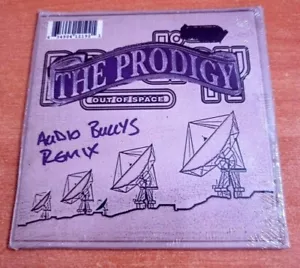 THE PRODIGY
OUT OF SPACE
AUDIO BULLYS
REMIX